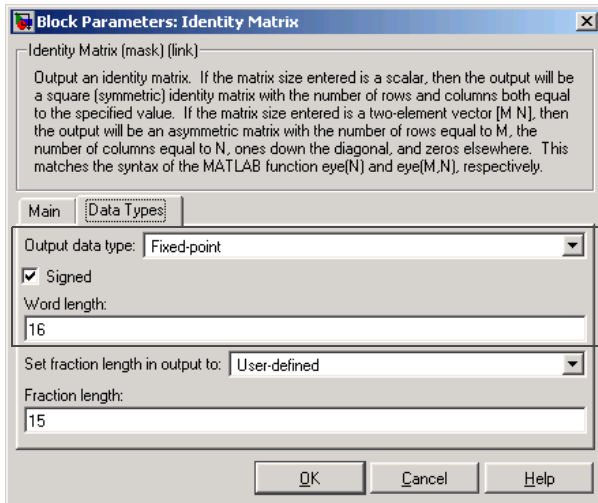 Block Parameters: Identity Matrix
Identity Matrix (mask) (link)
Output an identity matrix. If the matrix size entered is a scalar, then the output will be
a square (symmetric) identity matrix with the number of rows and columns both equal
to the specified value. If the matrix size entered is a two-element vector [M N], then
the output will be an asymmetric matrix with the number of rows equal to M, the
number of columns equal to N, ones down the diagonal, and zeros elsewhere. This
matches the syntax of the MATLAB function eye(N) and eye(M,N), respectively.
Main Data Types
Output data type: Fixed-point
Signed
Word length:
16
Set fraction length in output to: User-defined
Fraction length:
15
OK Cancel Help